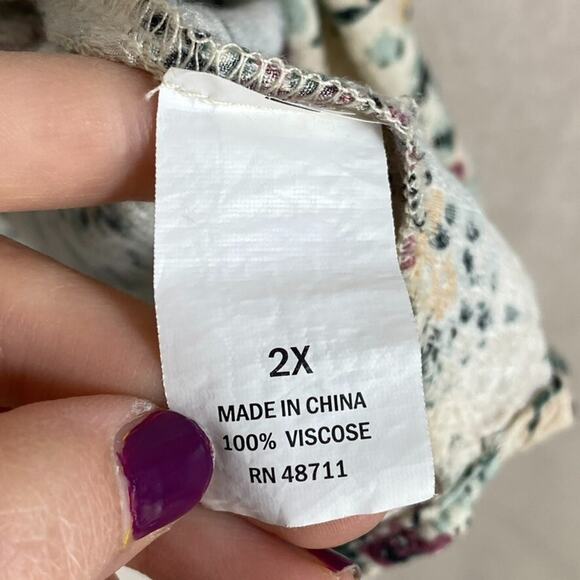 2X
MADE IN CHINA
100% VISCOSE
RN 48711